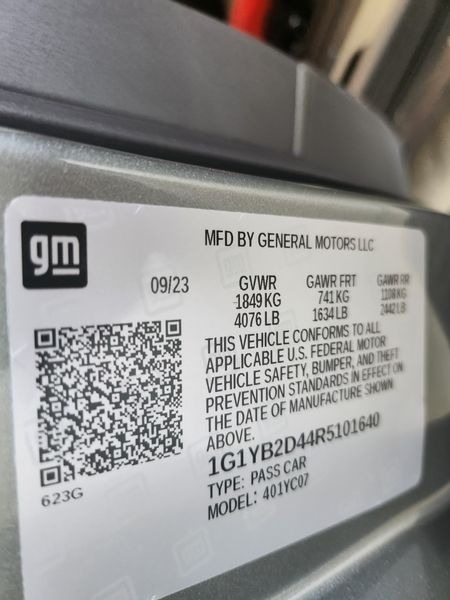 gm
MFD BY GENERAL MOTORS LLC
09/23
GVWR GAWR FRT GAWR RR
1849 KG 741 KG 1108 KG
4076 LB 1634 LB 2442 LB
THIS VEHICLE CONFORMS TO ALL
APPLICABLE U.S. FEDERAL MOTOR
VEHICLE SAFETY, BUMPER, AND THEFT
PREVENTION STANDARDS IN EFFECT ON
THE DATE OF MANUFACTURE SHOWN
ABOVE.
1G1YB2D44R5101640
TYPE: PASS CAR
MODEL: 401YC07
623G